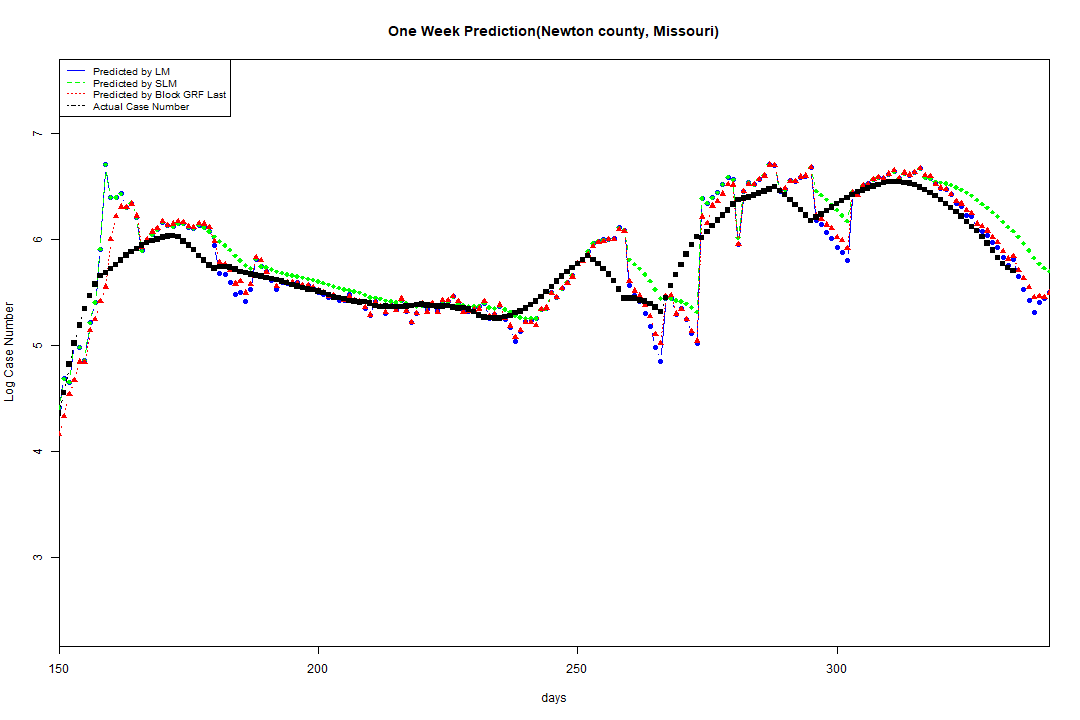 One Week Prediction(Newton county, Missouri)
Predicted by LM
Predicted by SLM
Predicted by Block GRF Last
Actual Case Number
7
6
5
4
3
Log Case Number
150
200
250
300
days